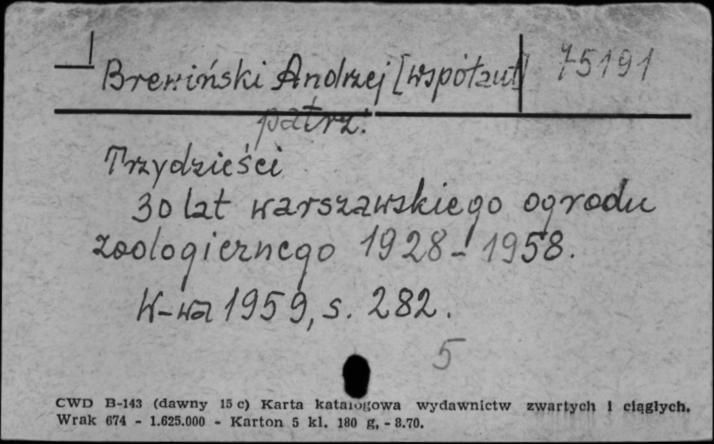 Brewiński Andrzej [współaut] 75191
patrz:
Trzydzieści
30 lat warszawskiego ogrodu
zoologicznego 1928-1958.
W-wa 1959, s. 282.
5
CWD B-143 (dawny 15 c) Karta katalogowa wydawnictw zwartych i ciągłych.
Wrak 674 - 1.625.000 - Karton 5 kl. 180 g. - 8.70.